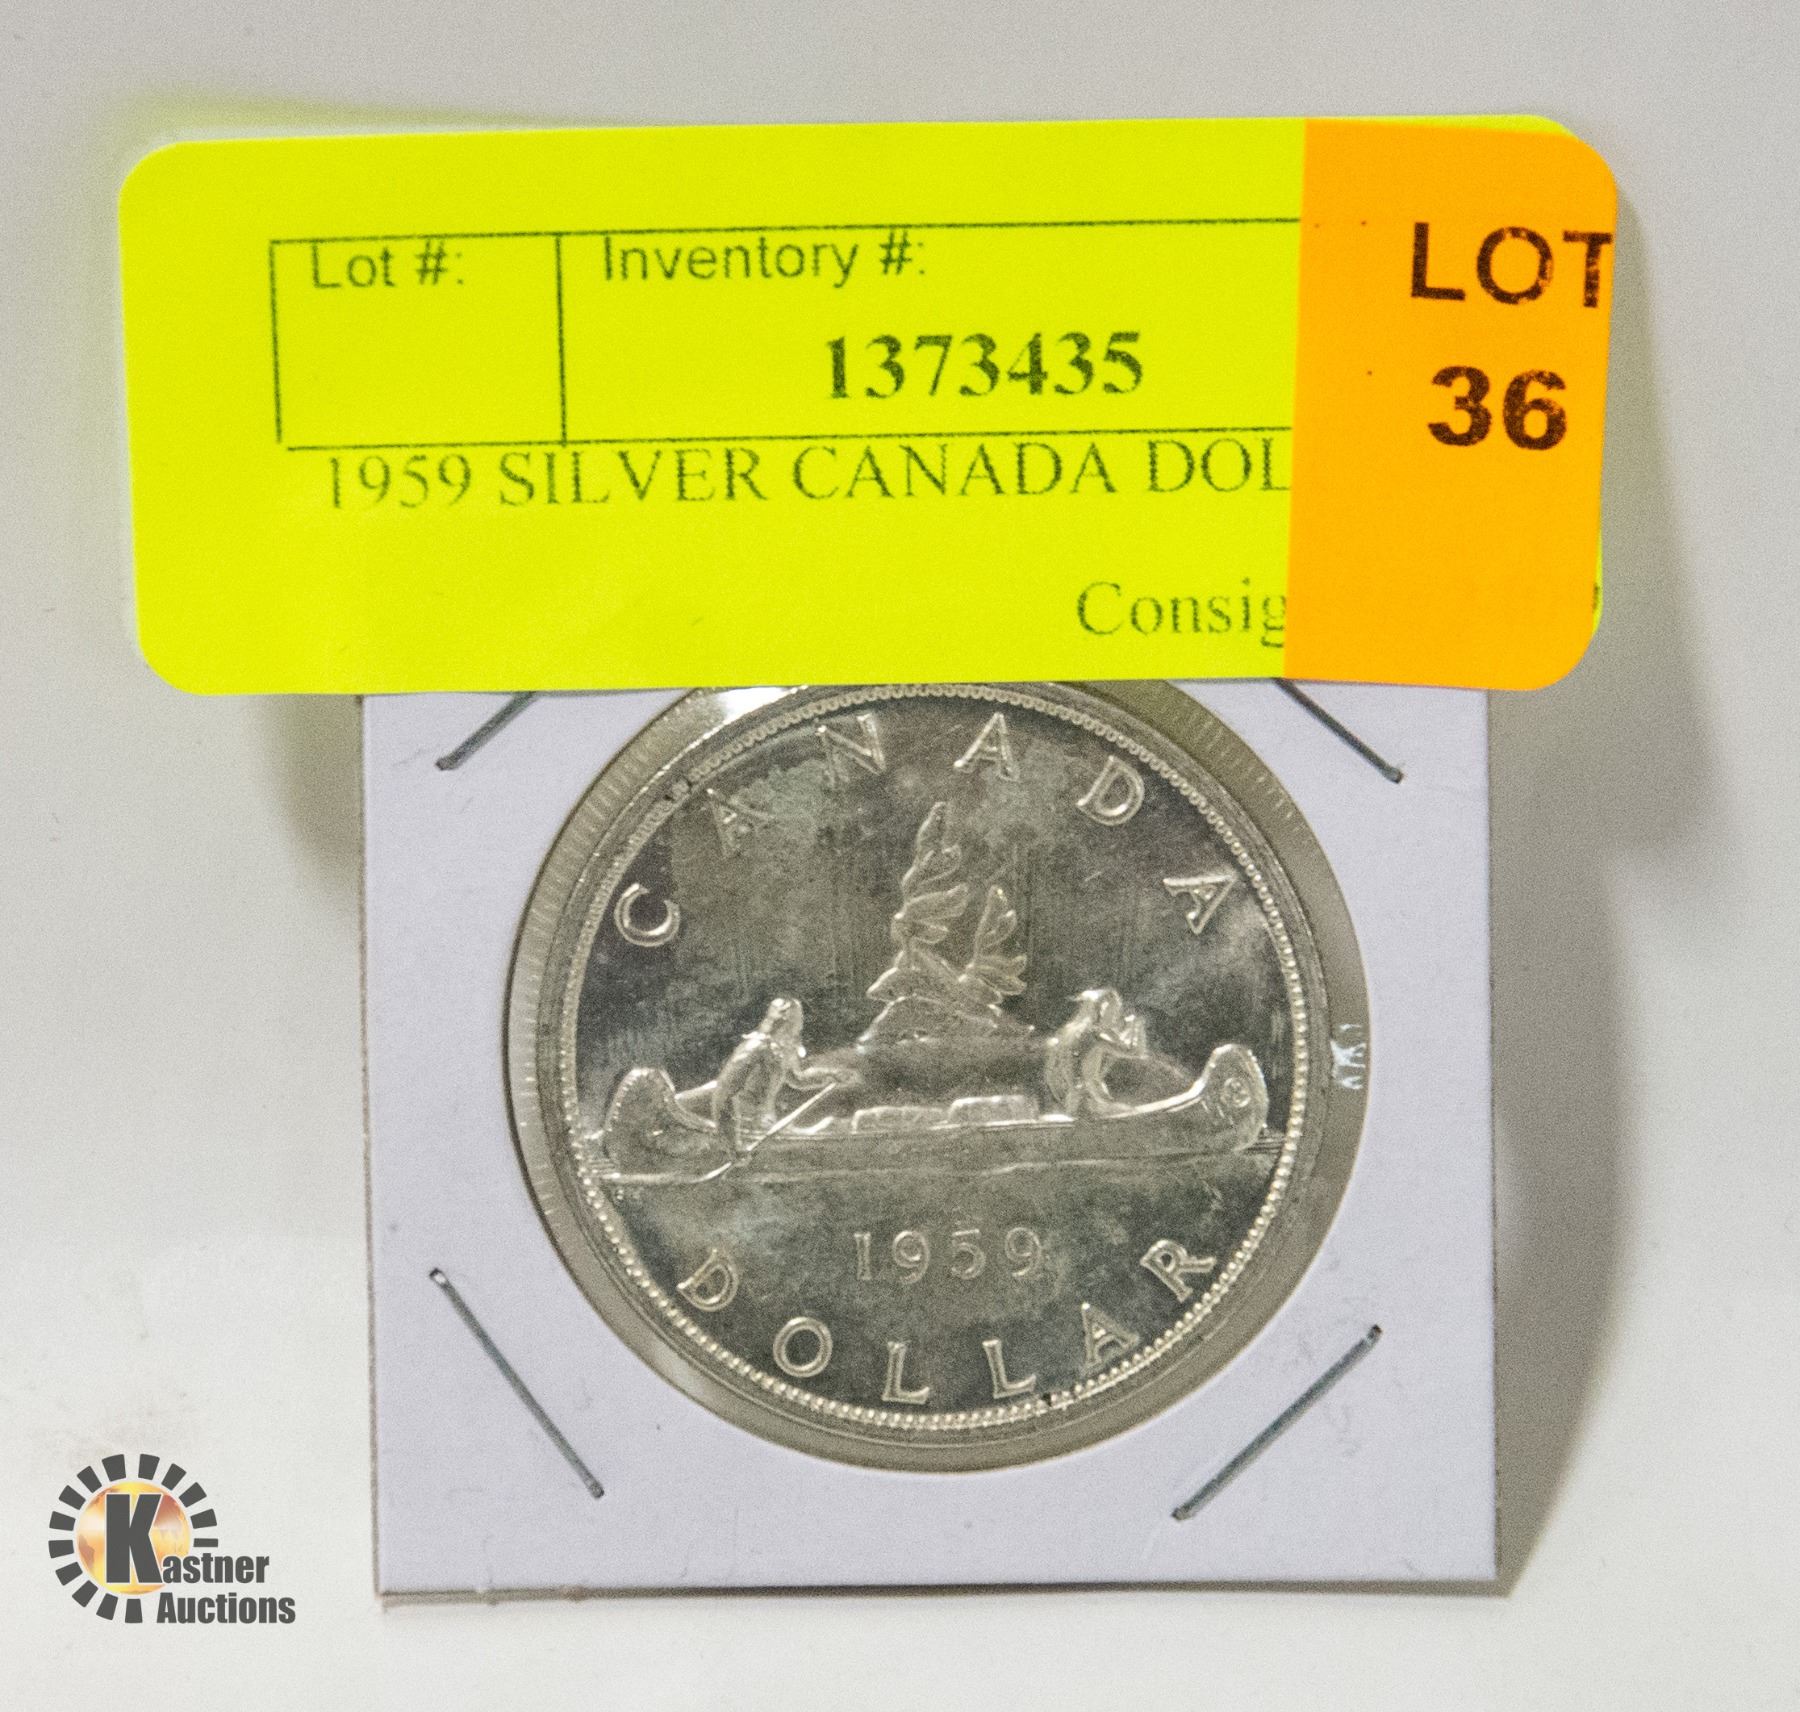 Lot #:
Inventory #:
LOT
36
1373435
1959 SILVER CANADA DOL
Consig
CANADA
1959
DOLLAR
Kastner
Auctions